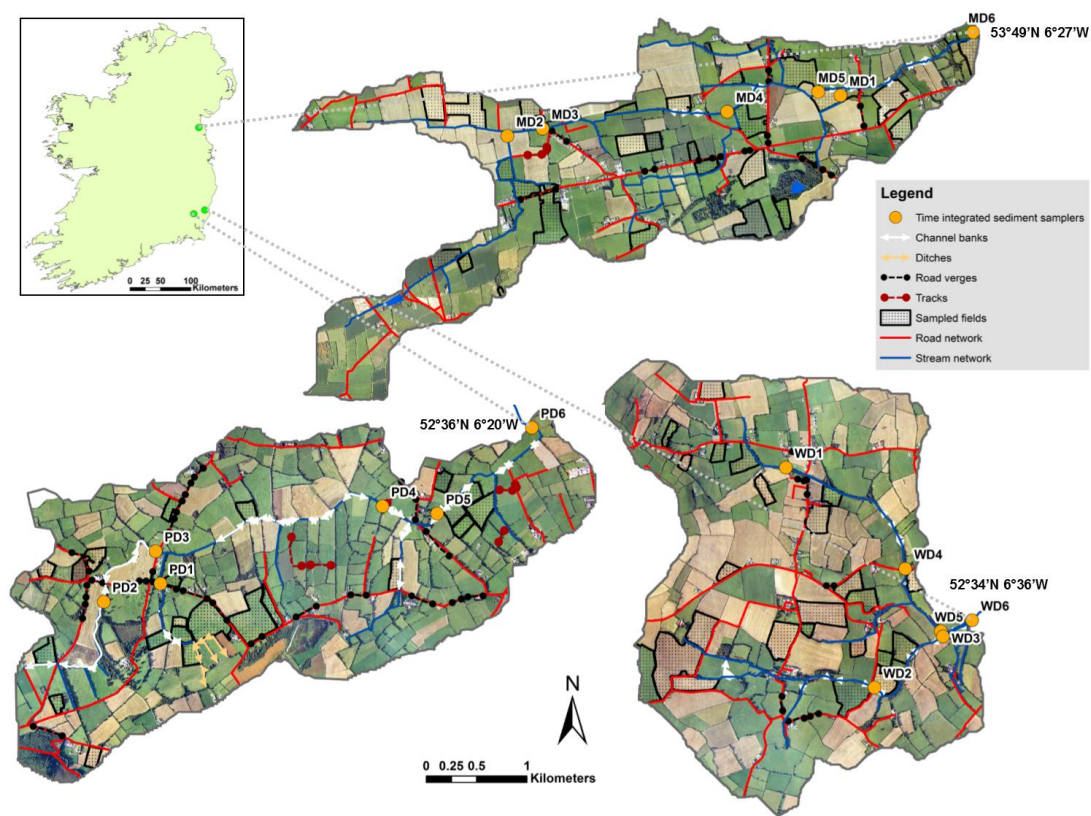 MD6
53°49'N 6°27'W
MD5
MD1
MD4
MD2
MD3
0 25 50 100
Kilometers
Legend
Time integrated sediment samplers
Channel banks
Ditches
Road verges
Tracks
Sampled fields
Road network
Stream network
52°36'N 6°20'W
PD6
PD4
PD5
PD3
PD1
PD2
WD1
WD4
52°34'N 6°36'W
WD6
WD5
WD3
WD2
N
0 0.25 0.5 1
Kilometers